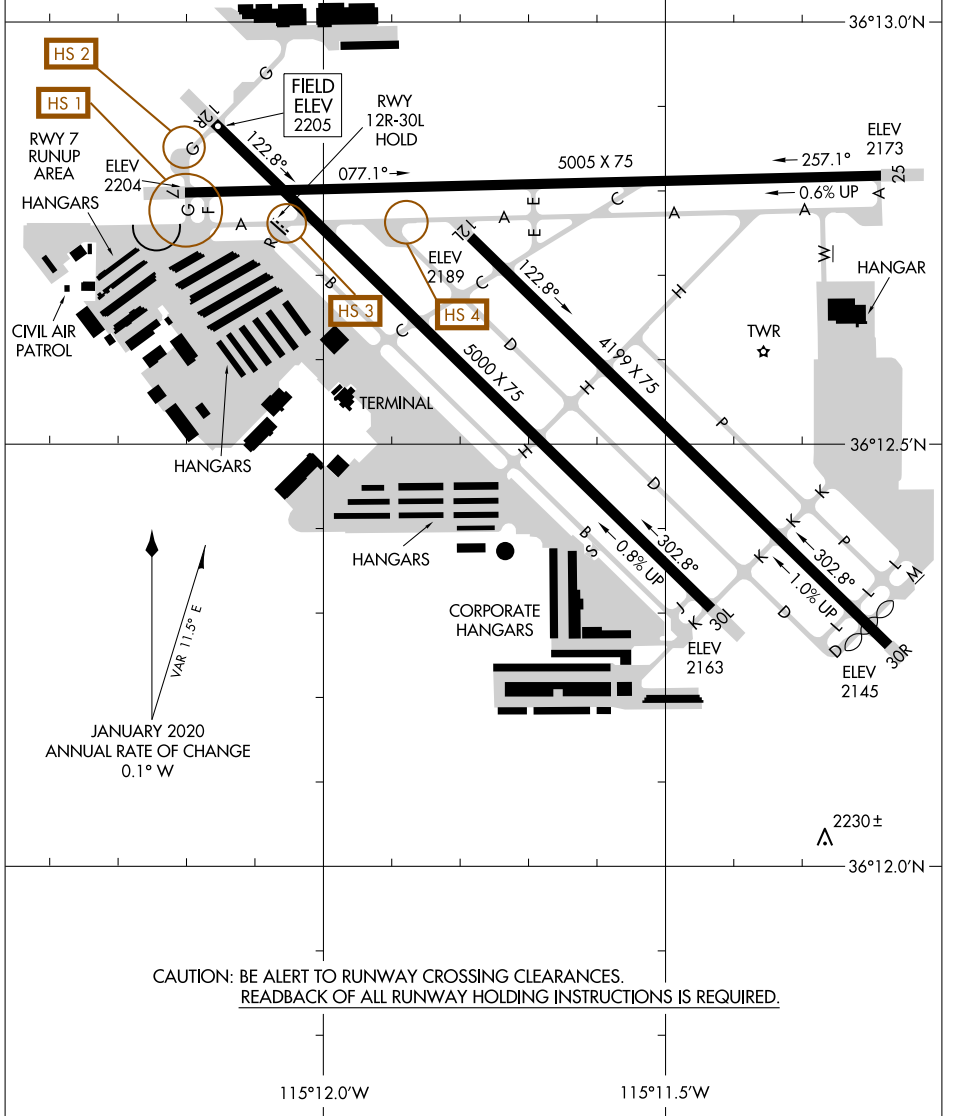 36°13.0'N
HS 2
G
FIELD
ELEV
2205
RWY
12R-30L
HOLD
HS 1
12R
G
RWY 7
RUNUP
AREA
ELEV
2204
122.8°
077.1°
5005 X 75
257.1°
ELEV
2173
25
0.6% UP
7
HANGARS
G
F
A
R
A
E
E
C
A
A
A
12L
ELEV
2189
W
HANGAR
B
C
122.8°
H
HS 3
HS 4
CIVIL AIR
PATROL
C
D
TWR
5000 X 75
4199 X 75
H
TERMINAL
P
HANGARS
H
36°12.5'N
D
K
K
P
HANGARS
B
S
302.8°
0.8% UP
K
302.8°
1.0% UP
L
M
L
CORPORATE
HANGARS
J
K
30L
D
L
D
30R
ELEV
2163
ELEV
2145
VAR 11.5° E
JANUARY 2020
ANNUAL RATE OF CHANGE
0.1° W
2230 ±
36°12.0'N
CAUTION: BE ALERT TO RUNWAY CROSSING CLEARANCES.
READBACK OF ALL RUNWAY HOLDING INSTRUCTIONS IS REQUIRED.
115°12.0'W
115°11.5'W